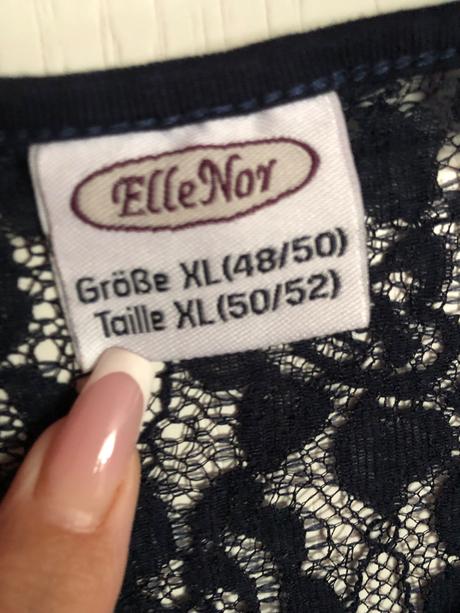 ElleNor
Größe XL(48/50)
Taille XL(50/52)